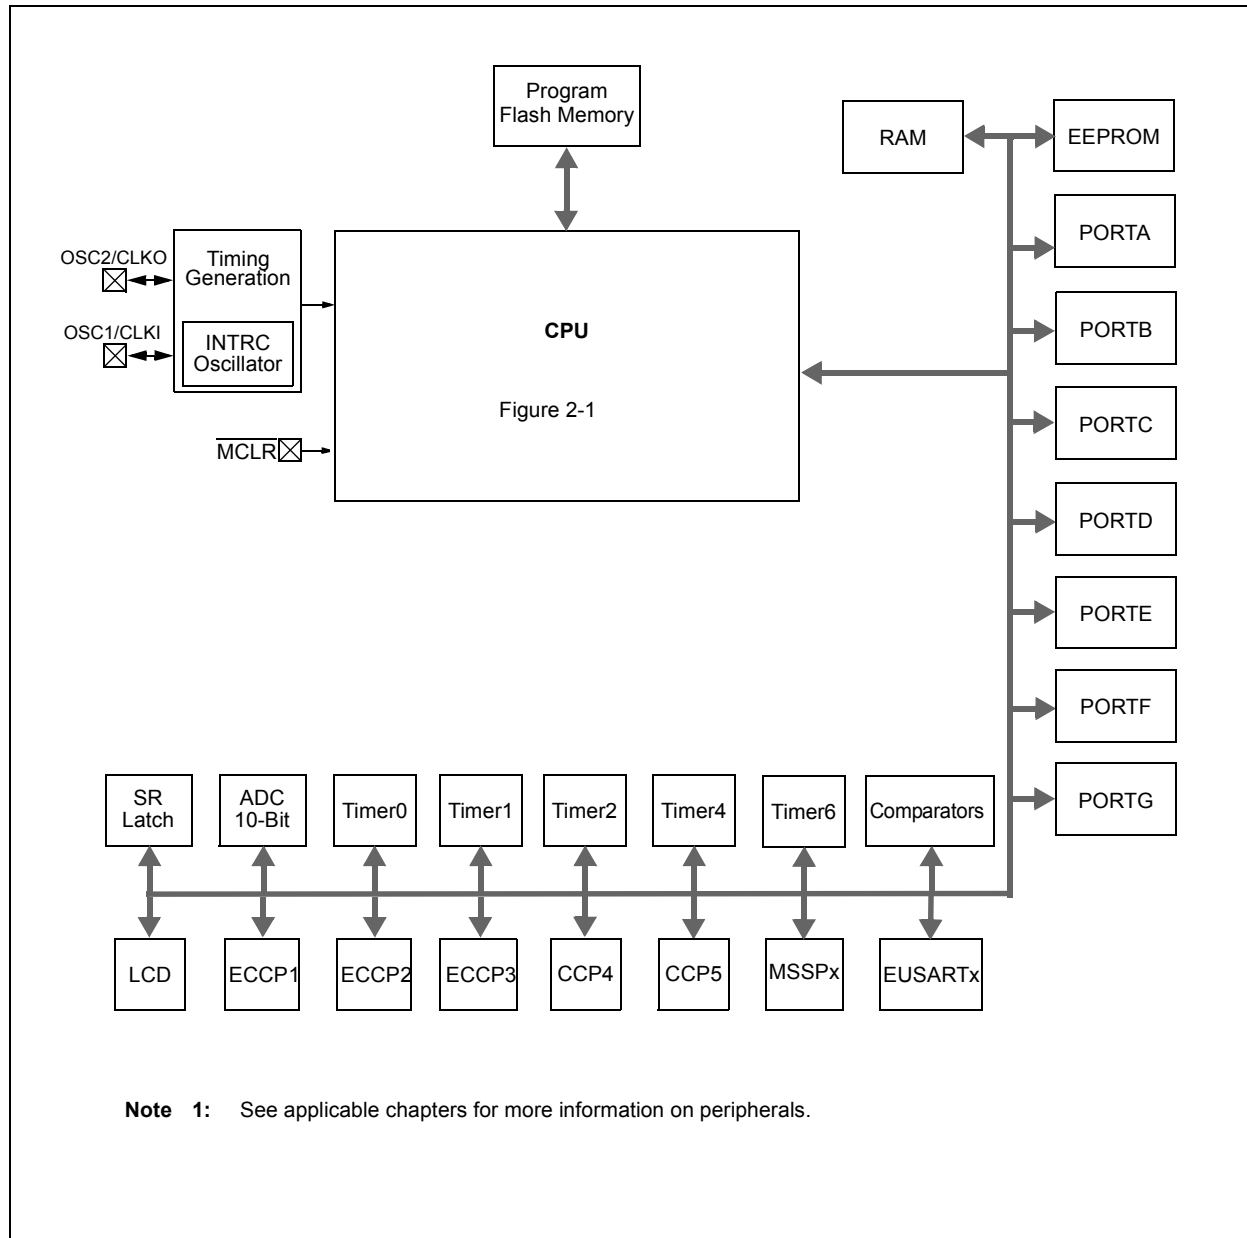 Program
Flash Memory
RAM
EEPROM
PORTA
OSC2/CLKO
Timing
Generation
OSC1/CLKI
INTRC
Oscillator
CPU
PORTB
Figure 2-1
PORTC
MCLR
PORTD
PORTE
PORTF
SR
Latch
ADC
10-Bit
Timer0
Timer1
Timer2
Timer4
Timer6
Comparators
PORTG
LCD
ECCP1
ECCP2
ECCP3
CCP4
CCP5
MSSPx
EUSARTx
Note 1: See applicable chapters for more information on peripherals.